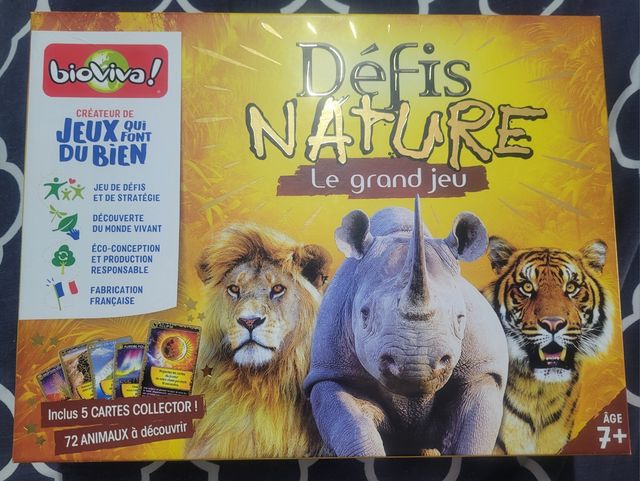 bioviva!
CRÉATEUR DE
JEUX QUI FONT
DU BIEN
JEU DE DÉFIS
ET DE STRATÉGIE
DÉCOUVERTE
DU MONDE VIVANT
ÉCO-CONCEPTION
ET PRODUCTION
RESPONSABLE
FABRICATION
FRANÇAISE
Inclus 5 CARTES COLLECTOR !
72 ANIMAUX à découvrir
Défis
NATURE
Le grand jeu
ÂGE
7+